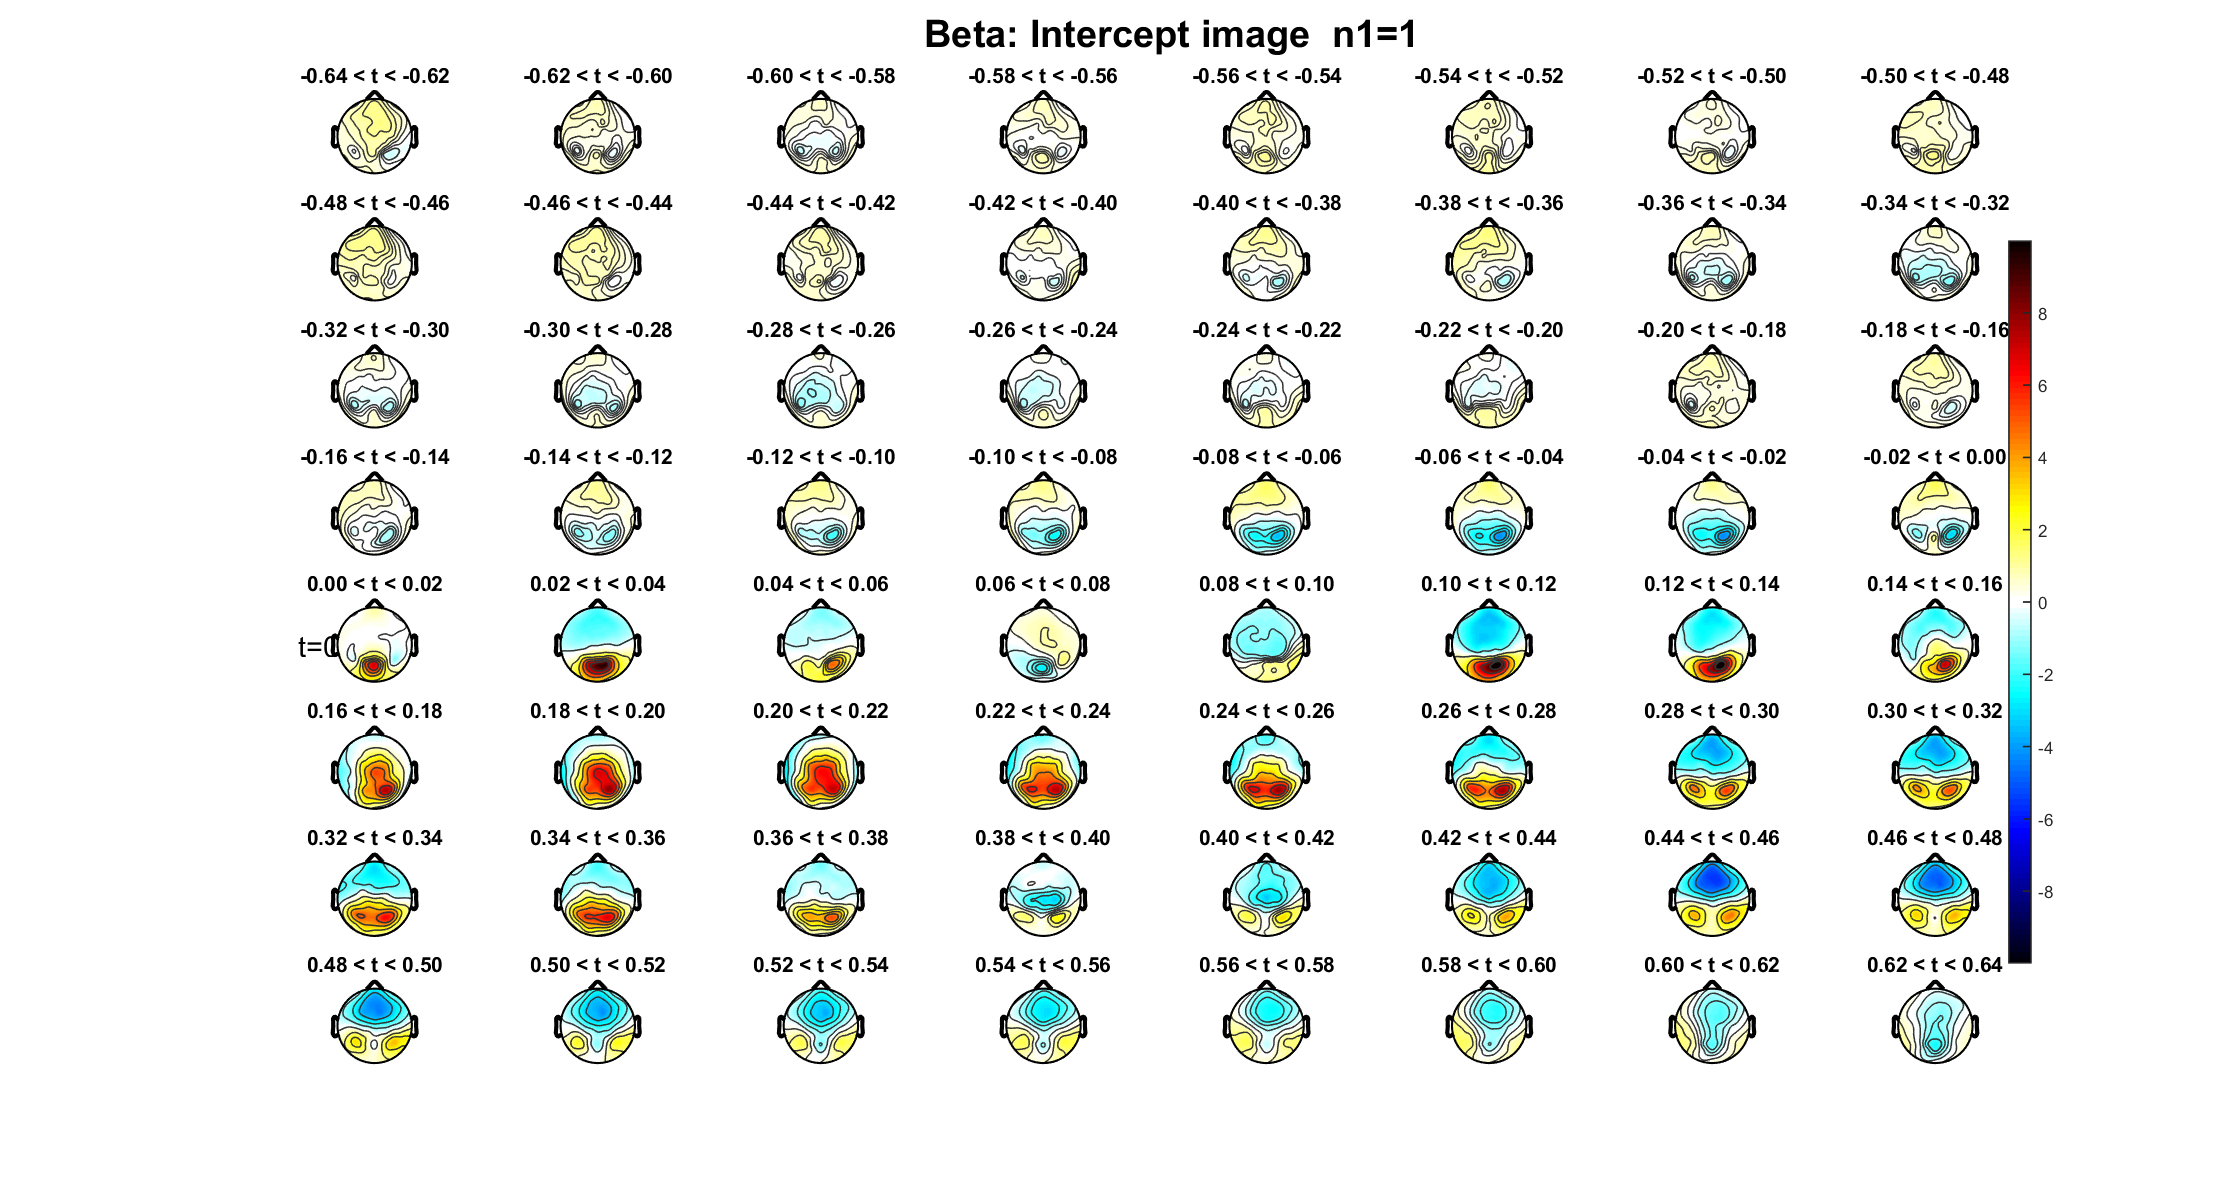 Beta: Intercept image  n1=1
-0.64 < t < -0.62 -0.62 < t < -0.60 -0.60 < t < -0.58 -0.58 < t < -0.56 -0.56 < t < -0.54 -0.54 < t < -0.52 -0.52 < t < -0.50 -0.50 < t < -0.48
-0.48 < t < -0.46 -0.46 < t < -0.44 -0.44 < t < -0.42 -0.42 < t < -0.40 -0.40 < t < -0.38 -0.38 < t < -0.36 -0.36 < t < -0.34 -0.34 < t < -0.32
-0.32 < t < -0.30 -0.30 < t < -0.28 -0.28 < t < -0.26 -0.26 < t < -0.24 -0.24 < t < -0.22 -0.22 < t < -0.20 -0.20 < t < -0.18 -0.18 < t < -0.16
8
6
-0.16 < t < -0.14 -0.14 < t < -0.12 -0.12 < t < -0.10 -0.10 < t < -0.08 -0.08 < t < -0.06 -0.06 < t < -0.04 -0.04 < t < -0.02 -0.02 < t < 0.00
4
2
0.00 < t < 0.02 0.02 < t < 0.04 0.04 < t < 0.06 0.06 < t < 0.08 0.08 < t < 0.10 0.10 < t < 0.12 0.12 < t < 0.14 0.14 < t < 0.16
0
t=0
-2
0.16 < t < 0.18 0.18 < t < 0.20 0.20 < t < 0.22 0.22 < t < 0.24 0.24 < t < 0.26 0.26 < t < 0.28 0.28 < t < 0.30 0.30 < t < 0.32
-4
-6
0.32 < t < 0.34 0.34 < t < 0.36 0.36 < t < 0.38 0.38 < t < 0.40 0.40 < t < 0.42 0.42 < t < 0.44 0.44 < t < 0.46 0.46 < t < 0.48
-8
0.48 < t < 0.50 0.50 < t < 0.52 0.52 < t < 0.54 0.54 < t < 0.56 0.56 < t < 0.58 0.58 < t < 0.60 0.60 < t < 0.62 0.62 < t < 0.64